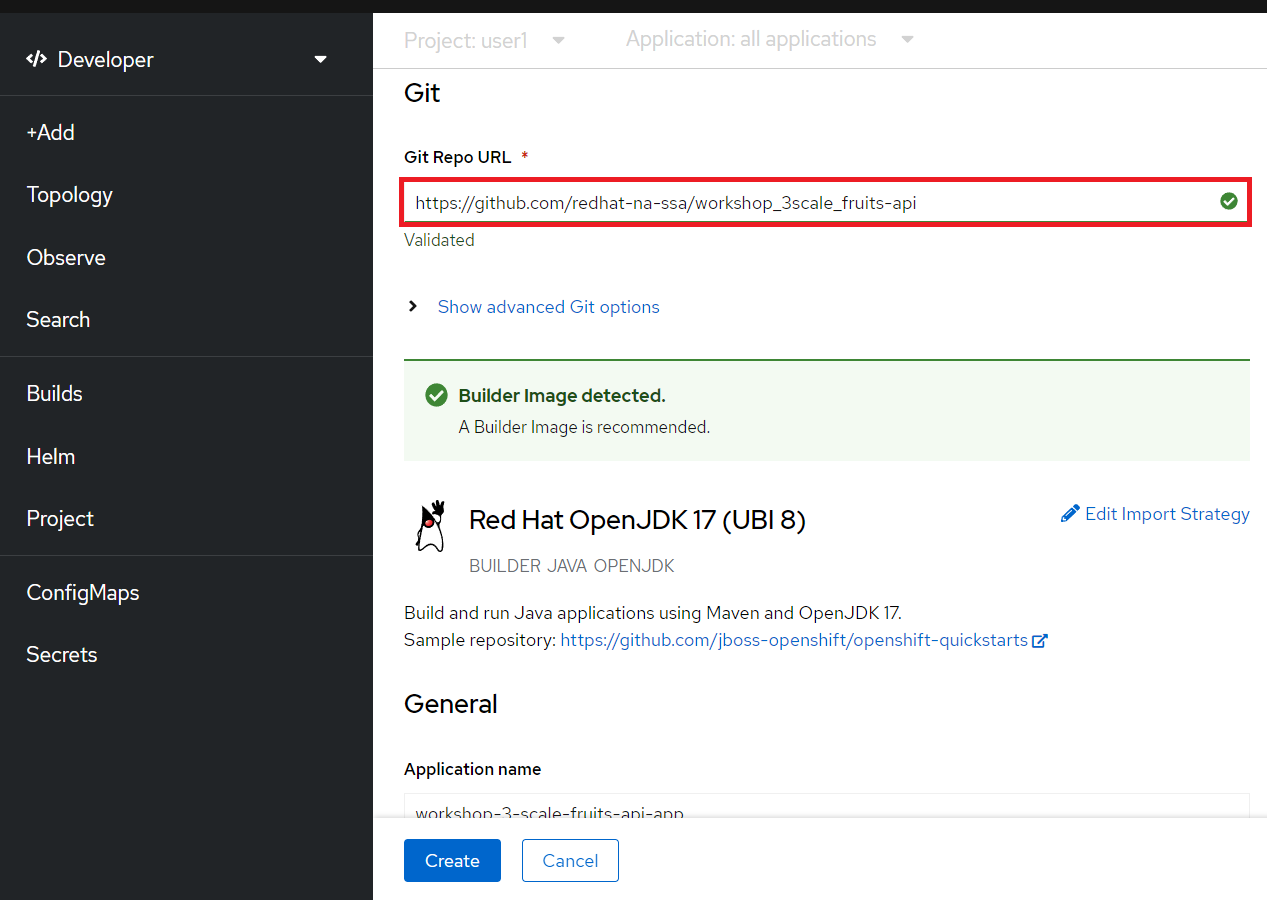 Developer
+Add
Topology
Observe
Search
Builds
Helm
Project
ConfigMaps
Secrets
Project: user1
Application: all applications
Git
Git Repo URL *
https://github.com/redhat-na-ssa/workshop_3scale_fruits-api
Validated
Show advanced Git options
Builder Image detected.
A Builder Image is recommended.
Red Hat OpenJDK 17 (UBI 8)
Edit Import Strategy
BUILDER JAVA OPENJDK
Build and run Java applications using Maven and OpenJDK 17.
Sample repository: https://github.com/jboss-openshift/openshift-quickstarts
General
Application name
workshop-3-scale-fruits-api-app
Create
Cancel